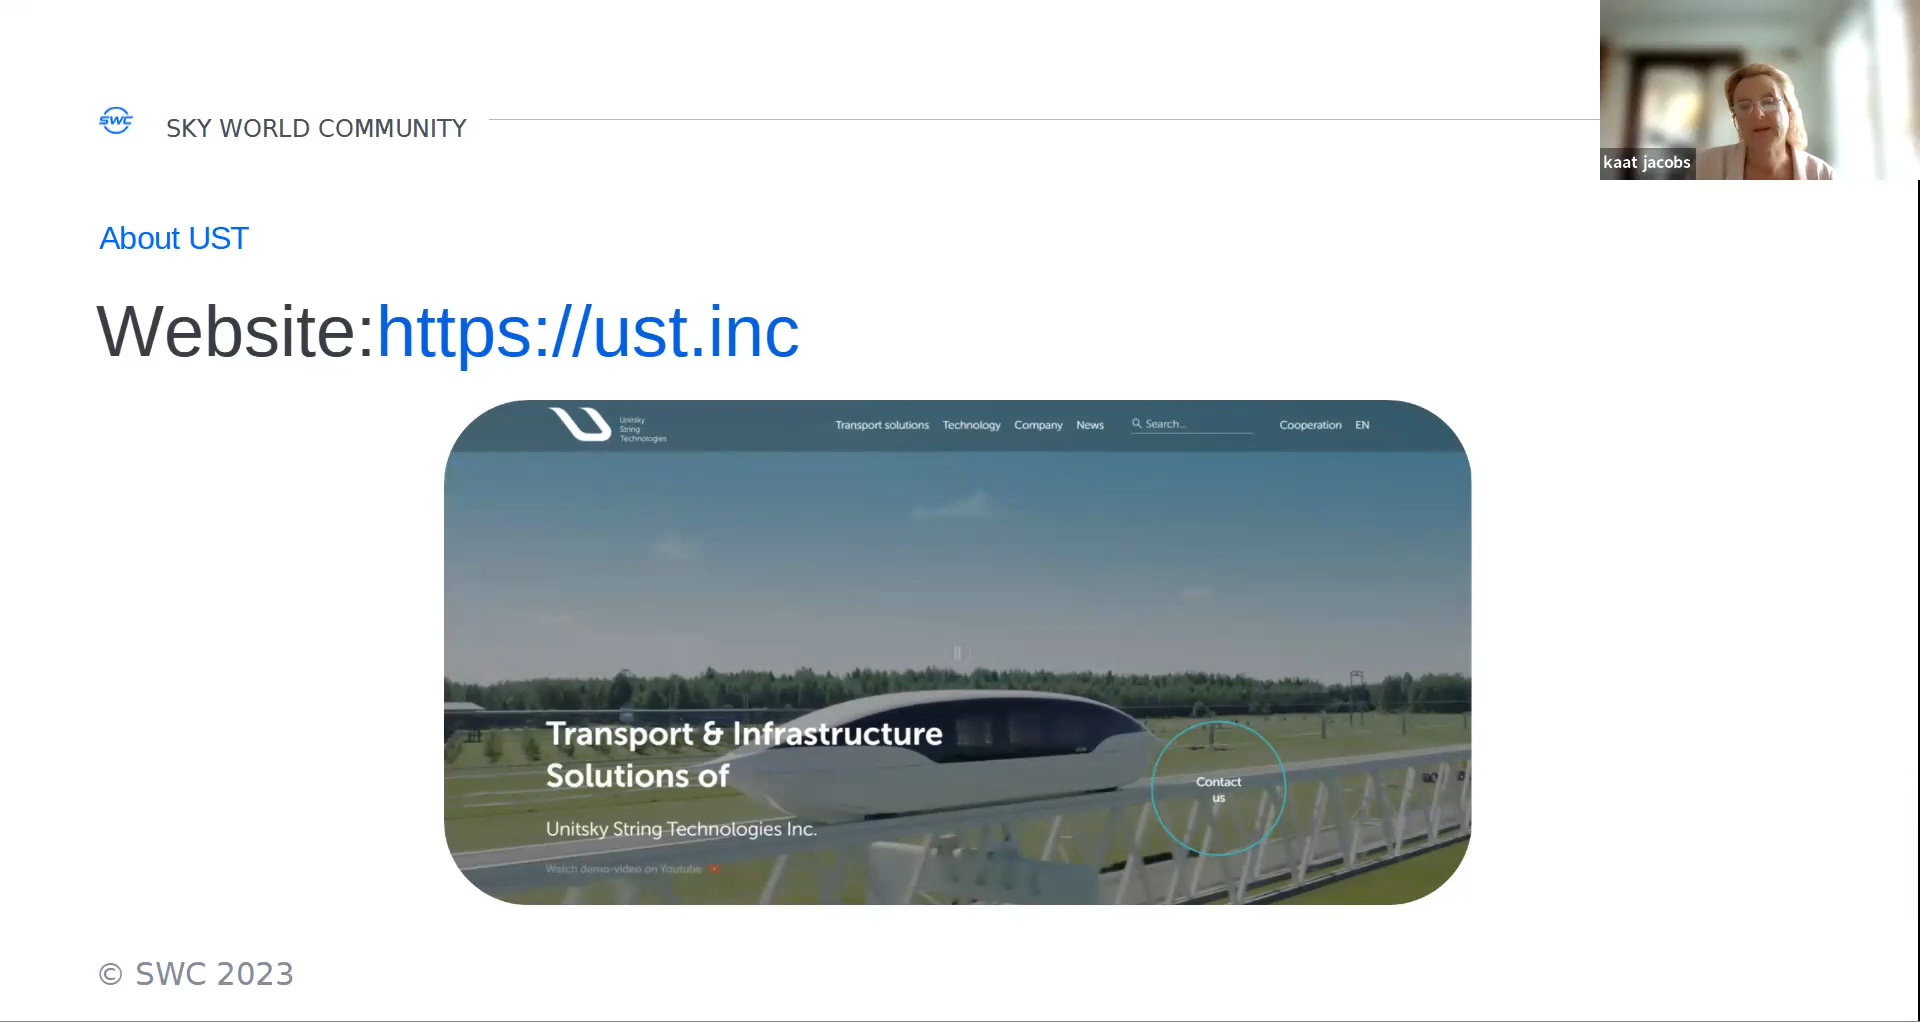 SWC
SKY WORLD COMMUNITY
kaat jacobs
About UST
Website:https://ust.inc
Unitsky
String
Technologies
Transport solutions Technology Company News Search... Cooperation EN
Transport & Infrastructure
Solutions of
Contact
us
Unitsky String Technologies Inc.
Watch demo-video on Youtube
© SWC 2023